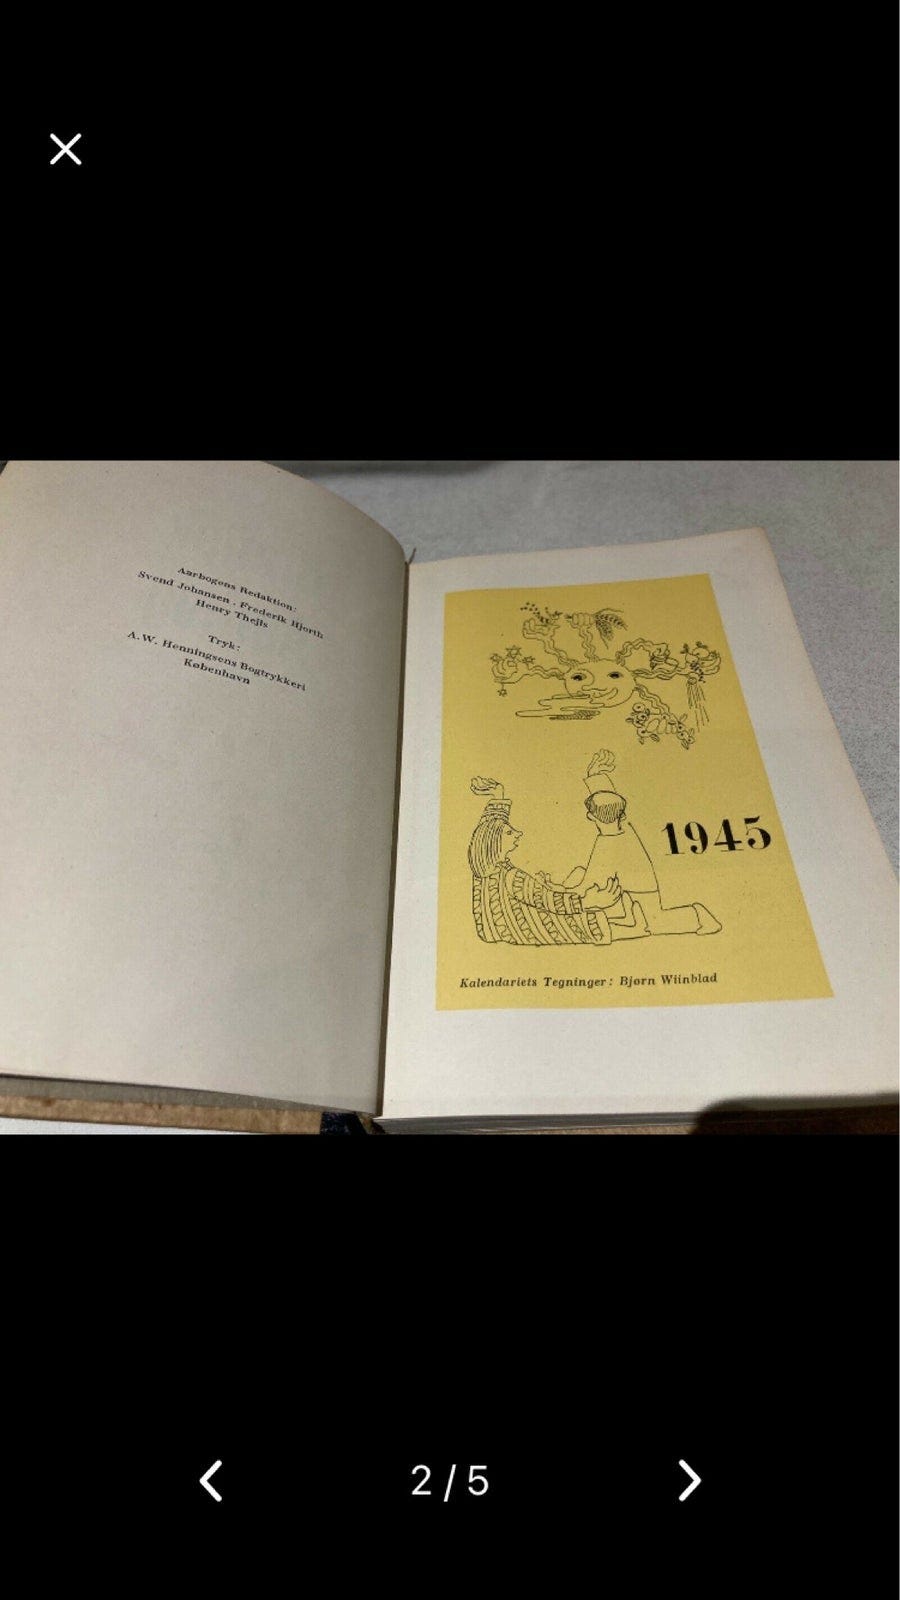 Aarbogens Redaktion:
Svend Johansen . Frederik Hjorth
Henry Thejls
Tryk:
A. W. Henningsens Bogtrykkeri
København
1945
Kalendariets Tegninger: Bjørn Wiinblad
2 / 5